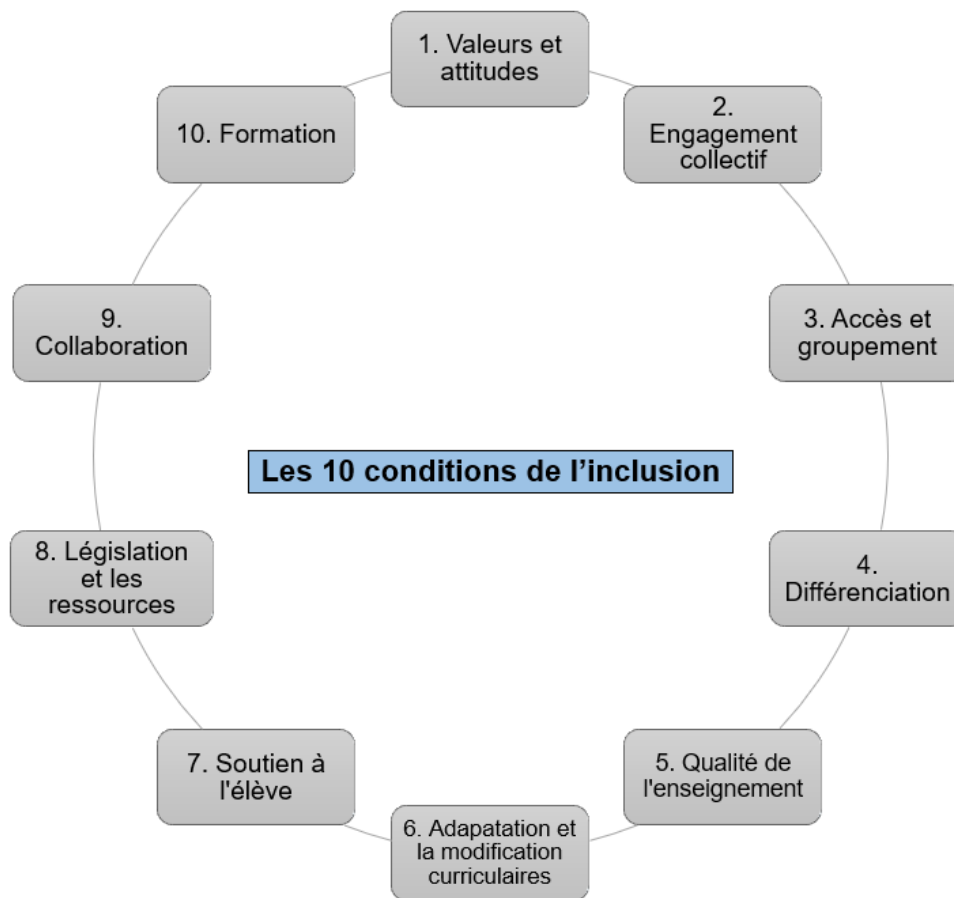 1. Valeurs et
attitudes
2.
Engagement
collectif
3. Accès et
groupement
4.
Différenciation
5. Qualité de
l'enseignement
6. Adapatation et
la modification
curriculaires
7. Soutien à
l'élève
8. Législation
et les
ressources
9.
Collaboration
10. Formation
Les 10 conditions de l’inclusion